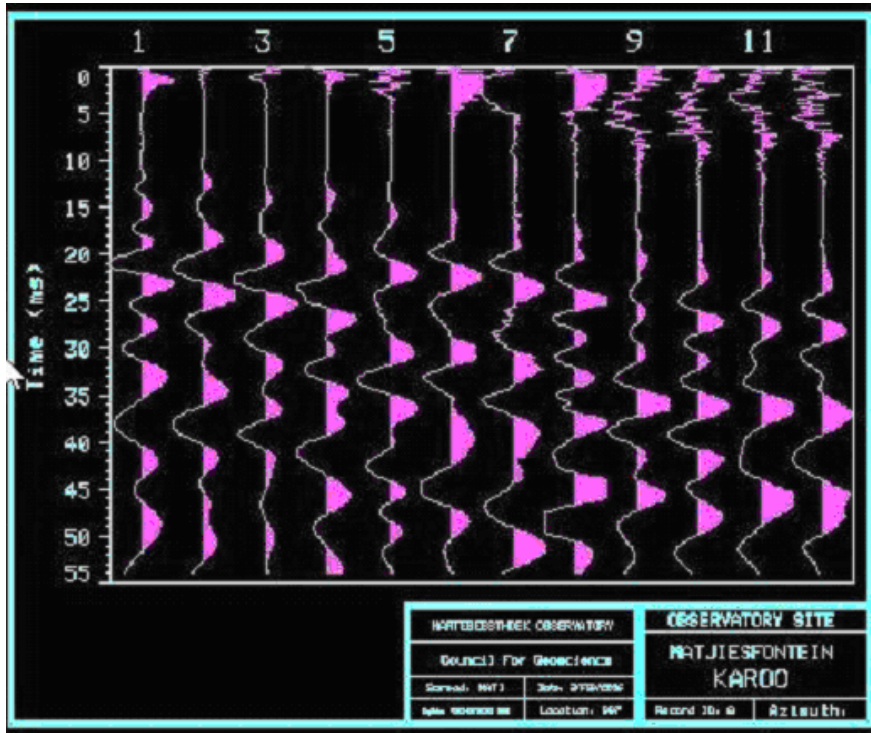 1 3 5 7 9 11
0
5
10
15
20
25
30
35
40
45
50
55
Time (ms)
HARTEBEESTHOEK OBSERVATORY
Council For Geoscience
Location:
OBSERVATORY SITE
MATJIESFONTEIN
KAROO
Record ID: Azimuth: